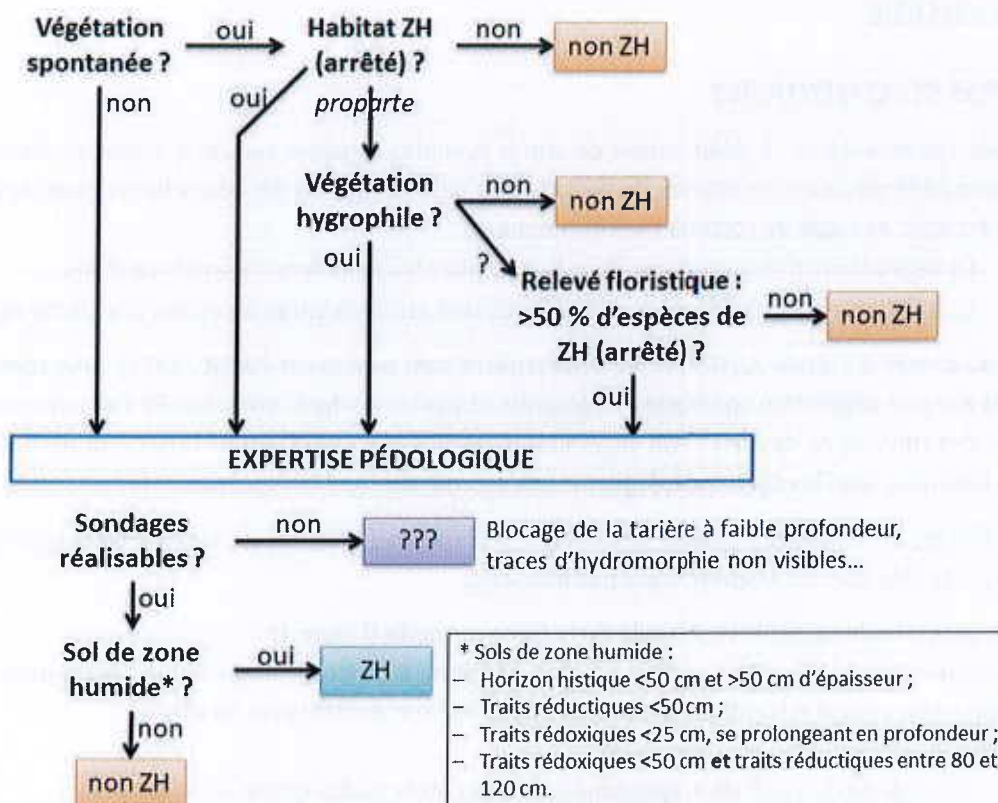 Végétation spontanée ?
oui
Habitat ZH (arrêté) ?
non
non ZH
non
oui
proparte
Végétation hygrophile ?
non
non ZH
oui
?
Relevé floristique :
>50 % d'espèces de
ZH (arrêté) ?
non
non ZH
oui
EXPERTISE PÉDOLOGIQUE
Sondages
réalisables ?
non
???
Blocage de la tarière à faible profondeur,
traces d'hydromorphie non visibles...
oui
Sol de zone
humide* ?
oui
ZH
non
non ZH
* Sols de zone humide :
– Horizon histique <50 cm et >50 cm d'épaisseur ;
– Traits réductiques <50 cm ;
– Traits rédoxiques <25 cm, se prolongeant en profondeur ;
– Traits rédoxiques <50 cm et traits réductiques entre 80 et
120 cm.